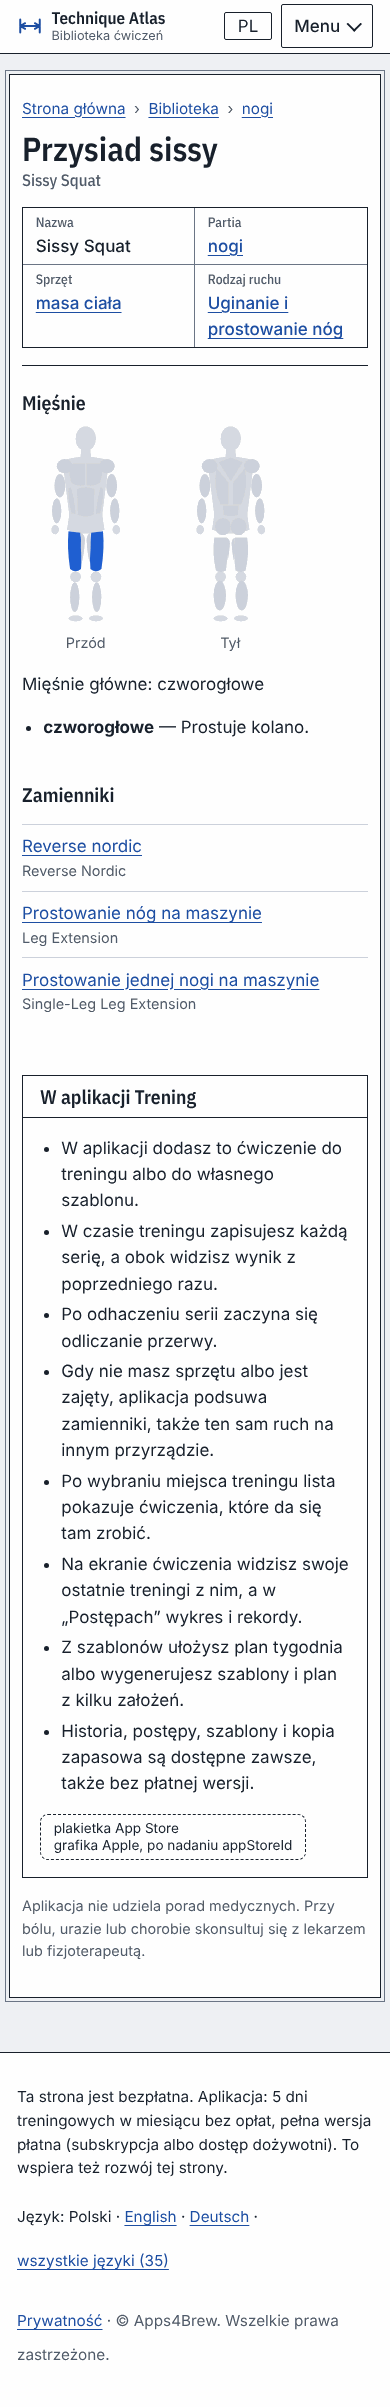 Technique Atlas
Biblioteka ćwiczeń
PL
Menu
Strona główna › Biblioteka › nogi
Przysiad sissy
Sissy Squat
Nazwa
Sissy Squat
Partia
nogi
Sprzęt
masa ciała
Rodzaj ruchu
Uginanie i
prostowanie nóg
Mięśnie
Przód
Tył
Mięśnie główne: czworogłowe
• czworogłowe — Prostuje kolano.
Zamienniki
Reverse nordic
Reverse Nordic
Prostowanie nóg na maszynie
Leg Extension
Prostowanie jednej nogi na maszynie
Single-Leg Leg Extension
W aplikacji Trening
• W aplikacji dodasz to ćwiczenie do
treningu albo do własnego
szablonu.
• W czasie treningu zapisujesz każdą
serię, a obok widzisz wynik z
poprzedniego razu.
• Po odhaczeniu serii zaczyna się
odliczanie przerwy.
• Gdy nie masz sprzętu albo jest
zajęty, aplikacja podsuwa
zamienniki, także ten sam ruch na
innym przyrządzie.
• Po wybraniu miejsca treningu lista
pokazuje ćwiczenia, które da się
tam zrobić.
• Na ekranie ćwiczenia widzisz swoje
ostatnie treningi z nim, a w
„Postępach” wykres i rekordy.
• Z szablonów ułożysz plan tygodnia
albo wygenerujesz szablony i plan
z kilku założeń.
• Historia, postępy, szablony i kopia
zapasowa są dostępne zawsze,
także bez płatnej wersji.
plakietka App Store
grafika Apple, po nadaniu appStoreId
Aplikacja nie udziela porad medycznych. Przy
bólu, urazie lub chorobie skonsultuj się z lekarzem
lub fizjoterapeutą.
Ta strona jest bezpłatna. Aplikacja: 5 dni
treningowych w miesiącu bez opłat, pełna wersja
płatna (subskrypcja albo dostęp dożywotni). To
wspiera też rozwój tej strony.
Język: Polski · English · Deutsch ·
wszystkie języki (35)
Prywatność · © Apps4Brew. Wszelkie prawa
zastrzeżone.